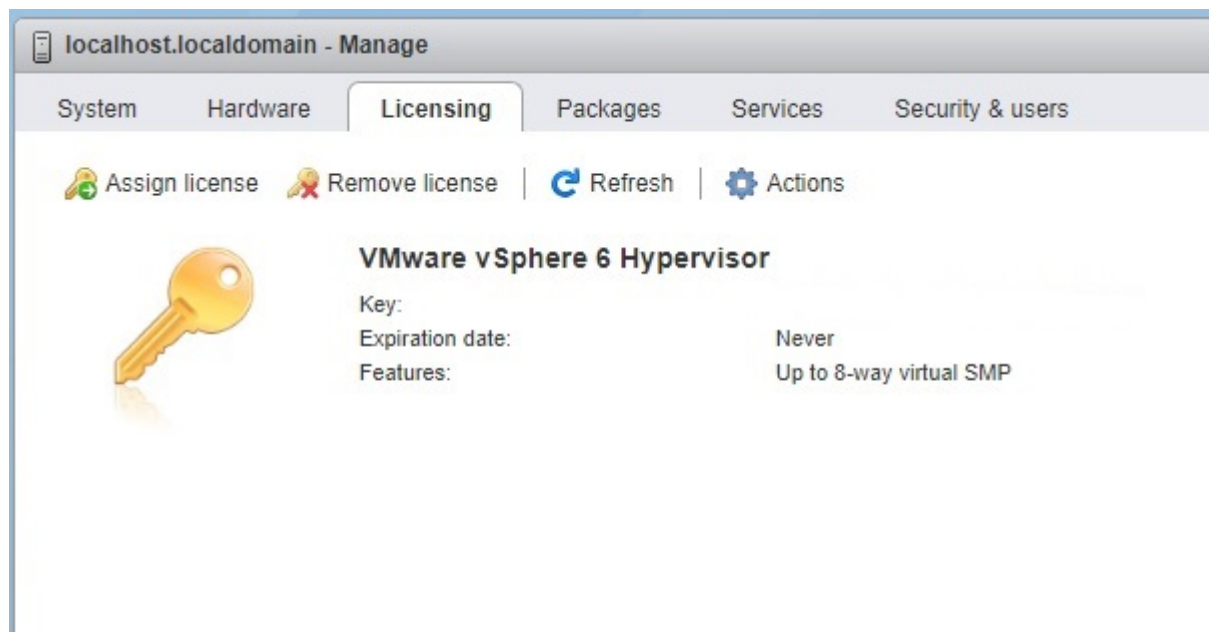 localhost.localdomain - Manage
System Hardware Licensing Packages Services Security & users
Assign license Remove license Refresh Actions
VMware vSphere 6 Hypervisor
Key:
Expiration date: Never
Features: Up to 8-way virtual SMP